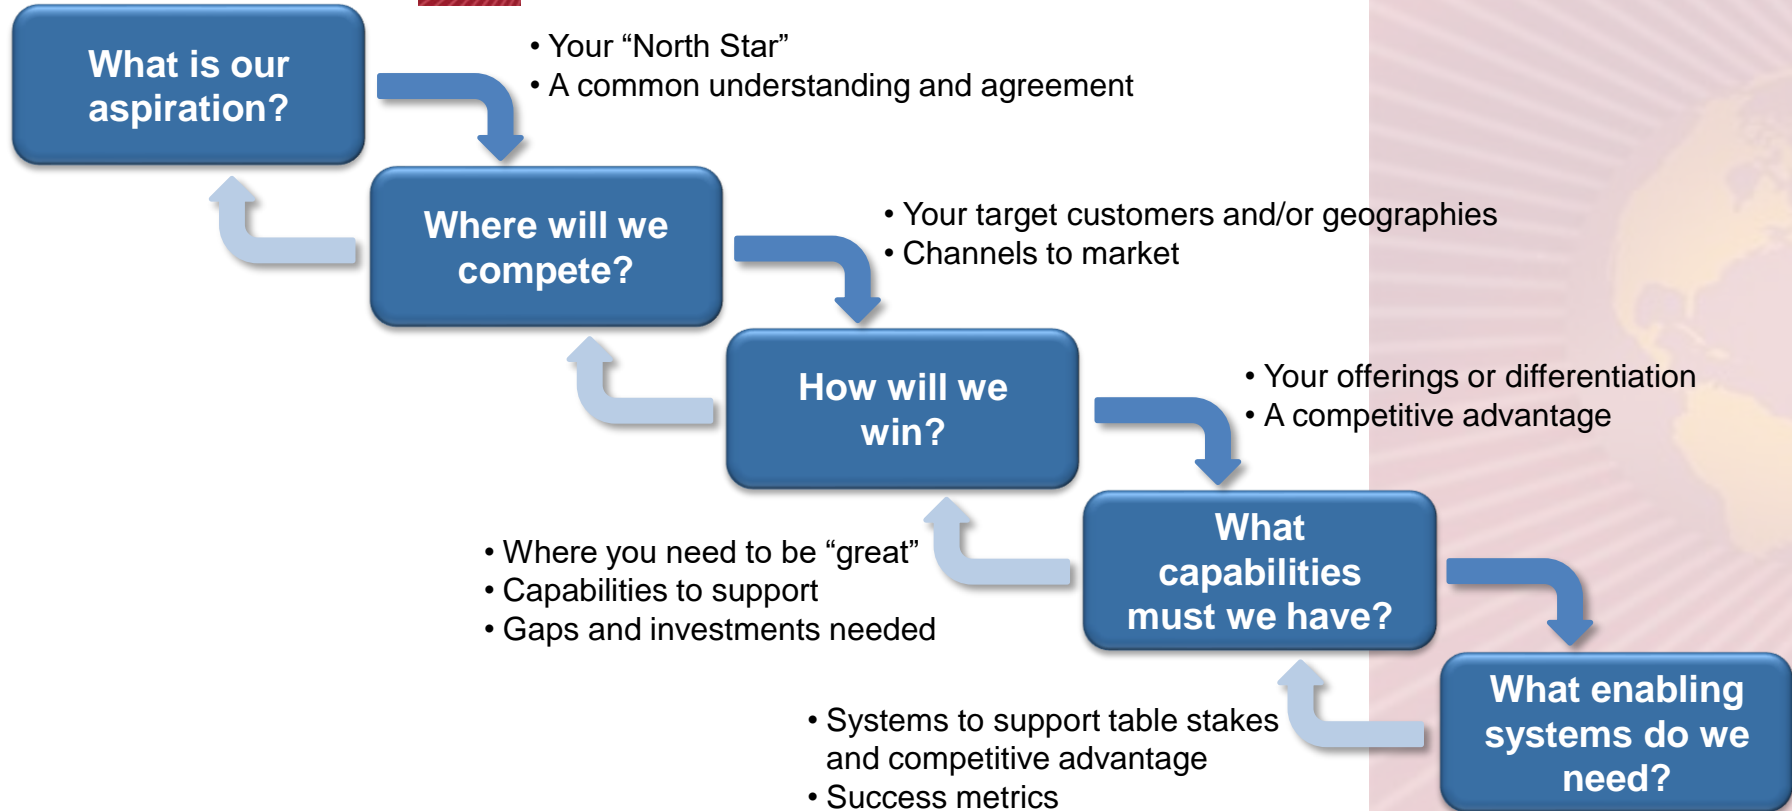 What is our
aspiration?
• Your “North Star”
• A common understanding and agreement
Where will we
compete?
• Your target customers and/or geographies
• Channels to market
How will we
win?
• Your offerings or differentiation
• A competitive advantage
What
capabilities
must we have?
• Where you need to be “great”
• Capabilities to support
• Gaps and investments needed
What enabling
systems do we
need?
• Systems to support table stakes
and competitive advantage
• Success metrics